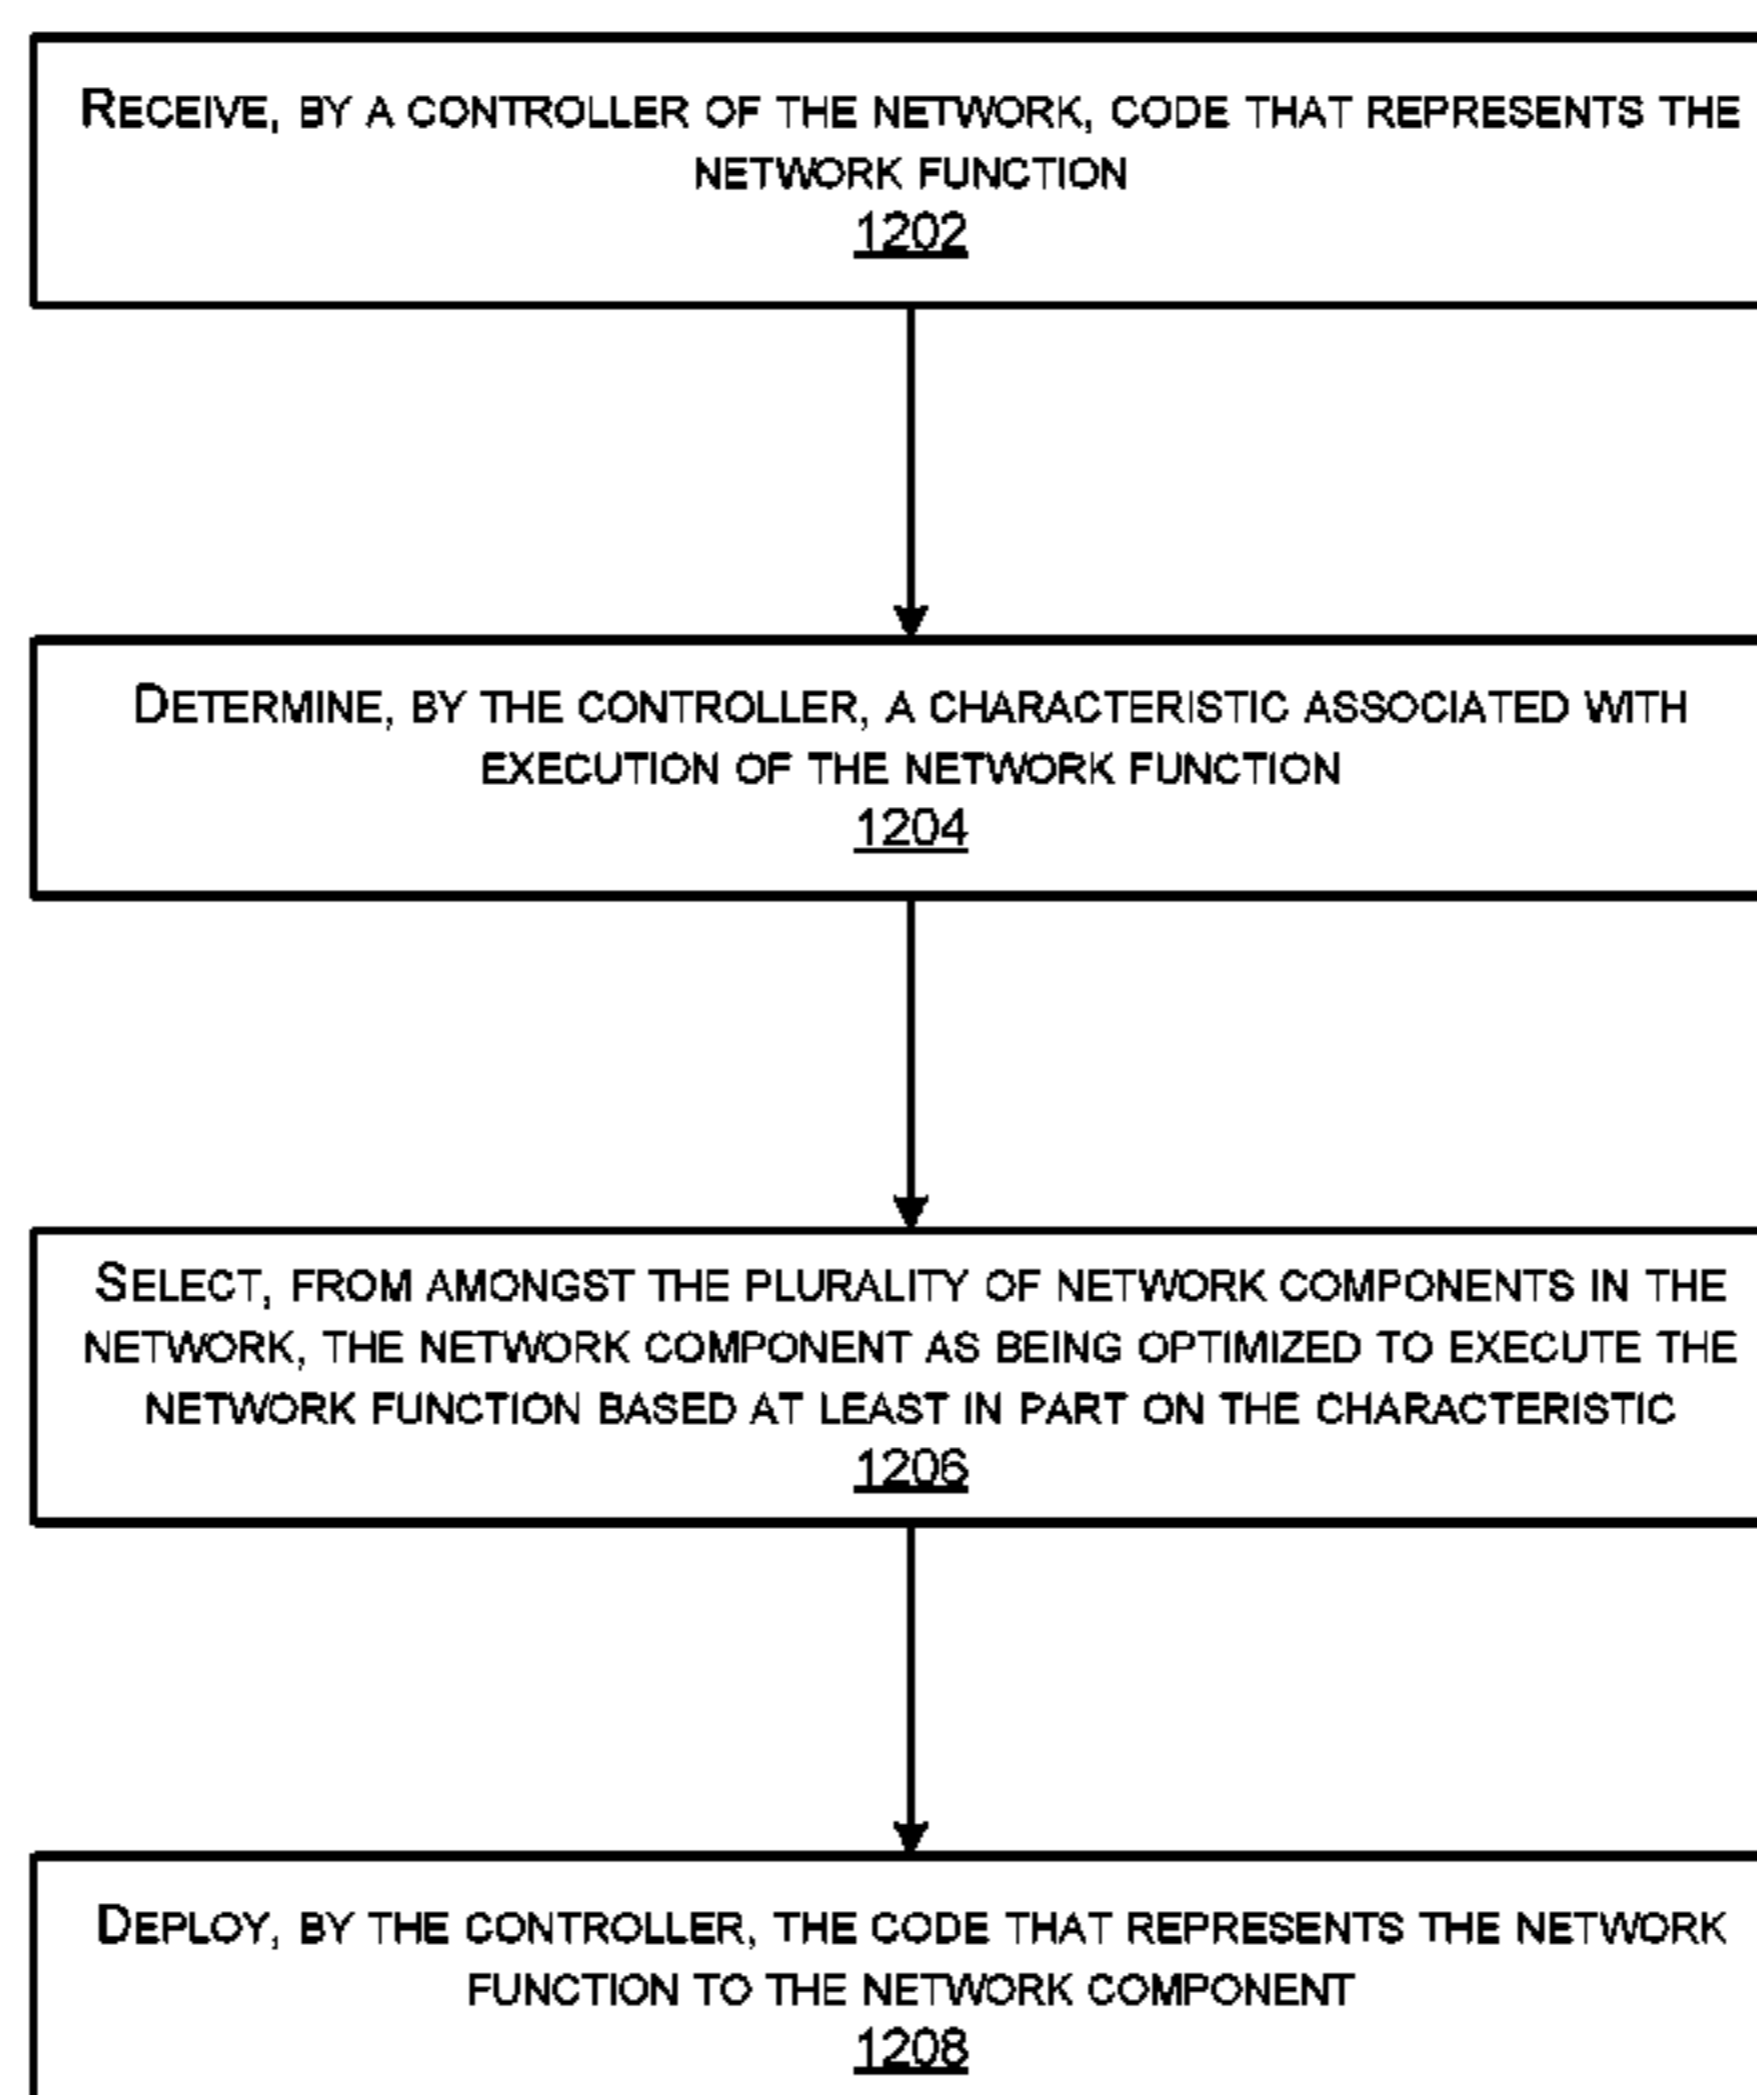 RECEIVE, BY A CONTROLLER OF THE NETWORK, CODE THAT REPRESENTS THE
NETWORK FUNCTION
1202
DETERMINE, BY THE CONTROLLER, A CHARACTERISTIC ASSOCIATED WITH
EXECUTION OF THE NETWORK FUNCTION
1204
SELECT, FROM AMONGST THE PLURALITY OF NETWORK COMPONENTS IN THE
NETWORK, THE NETWORK COMPONENT AS BEING OPTIMIZED TO EXECUTE THE
NETWORK FUNCTION BASED AT LEAST IN PART ON THE CHARACTERISTIC
1206
DEPLOY, BY THE CONTROLLER, THE CODE THAT REPRESENTS THE NETWORK
FUNCTION TO THE NETWORK COMPONENT
1208